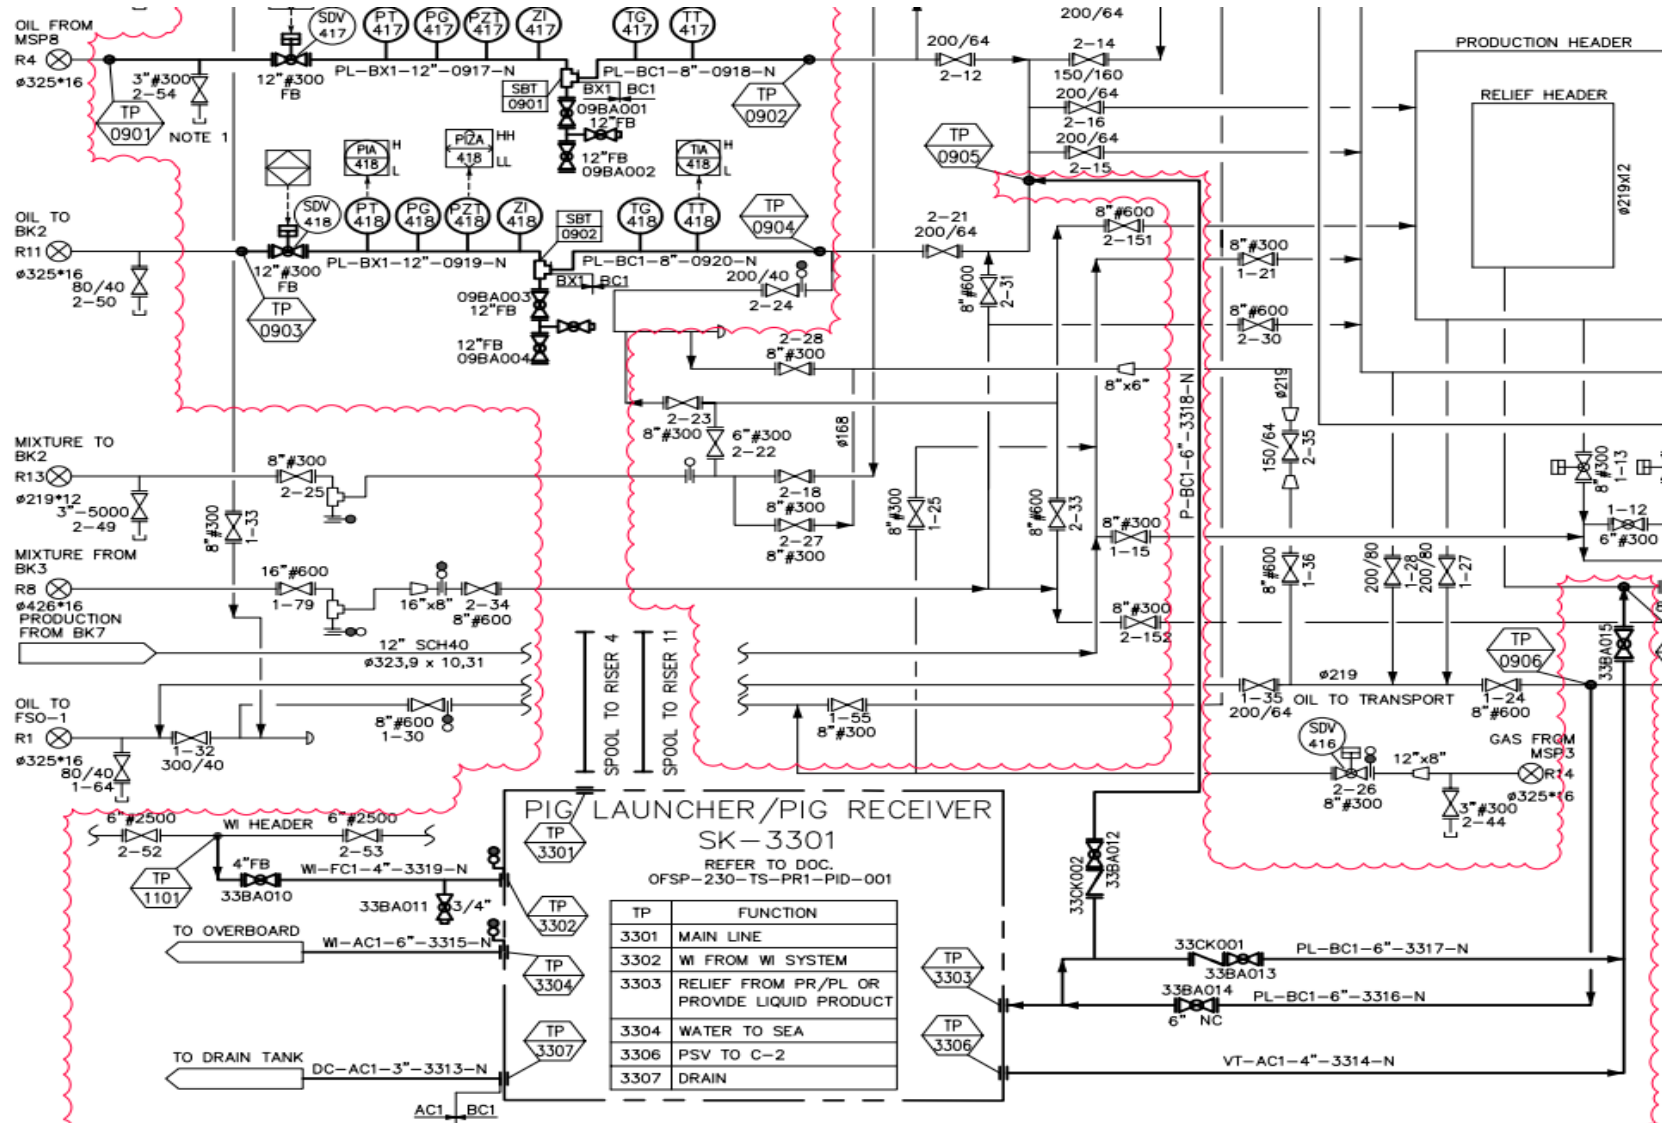 OIL FROM
MSP8
R4
ø325*16
3"#300
2-54
TP
0901
NOTE 1
12"#300
FB
SDV
417
PT
417
PG
417
PZT
417
ZI
417
TG
417
TT
417
PL-BX1-12"-0917-N
SBT
0901
BX1
BC1
PL-BC1-8"-0918-N
09BA001
12"FB
12"FB
09BA002
TP
0902
200/64
2-12
200/64
2-14
150/160
200/64
2-16
200/64
2-15
TP
0905
PRODUCTION HEADER
RELIEF HEADER
ø219x12
PIA
418
H
L
PIZA
418
HH
LL
TIA
418
H
L
OIL TO
BK2
R11
ø325*16
80/40
2-50
TP
0903
12"#300
FB
SDV
418
PT
418
PG
418
PZT
418
ZI
418
SBT
0902
TG
418
TT
418
TP
0904
PL-BX1-12"-0919-N
PL-BC1-8"-0920-N
BX1
BC1
09BA003
12"FB
12"FB
09BA004
200/40
2-24
2-21
200/64
8"#600
2-31
8"#600
2-151
8"#300
1-21
8"#600
2-30
2-28
8"#300
8"x6"
P-BC1-6"-3318-N
ø219
150/64
2-35
2-23
8"#300
6"#300
2-22
ø168
MIXTURE TO
BK2
R13
ø219*12
3"-5000
2-49
8"#300
2-25
8"#300
1-33
2-18
8"#300
2-27
8"#300
8"#300
1-25
8"#600
2-33
8"#300
1-15
8"#300
1-13
1-12
6"#300
MIXTURE FROM
BK3
R8
ø426*16
16"#600
1-79
16"x8"
2-34
8"#600
8"#300
2-152
8"#600
1-36
200/80
1-28
200/80
1-27
PRODUCTION
FROM BK7
12" SCH40
ø323,9 x 10,31
SPOOL TO RISER 4
SPOOL TO RISER 11
TP
0906
33BA015
OIL TO
FSO-1
R1
ø325*16
80/40
1-64
1-32
300/40
8"#600
1-30
1-55
8"#300
1-35
200/64
ø219
OIL TO TRANSPORT
1-24
8"#600
SDV
416
2-26
8"#300
12"x8"
GAS FROM
MSP3
R14
ø325*16
3"#300
2-44
6"#2500
2-52
WI HEADER
6"#2500
2-53
TP
1101
4"FB
33BA010
WI-FC1-4"-3319-N
33BA011
3/4"
PIG LAUNCHER/PIG RECEIVER
SK-3301
REFER TO DOC.
OFSP-230-TS-PR1-PID-001
TP
3301
TP
3302
TP
3304
TP
3307
TP
3303
TP
3306
TP FUNCTION
3301 MAIN LINE
3302 WI FROM WI SYSTEM
3303 RELIEF FROM PR/PL OR
PROVIDE LIQUID PRODUCT
3304 WATER TO SEA
3306 PSV TO C-2
3307 DRAIN
TO OVERBOARD
WI-AC1-6"-3315-N
TO DRAIN TANK
DC-AC1-3"-3313-N
AC1
BC1
33CK002
33BA012
33CK001
33BA013
PL-BC1-6"-3317-N
33BA014
6" NC
PL-BC1-6"-3316-N
VT-AC1-4"-3314-N